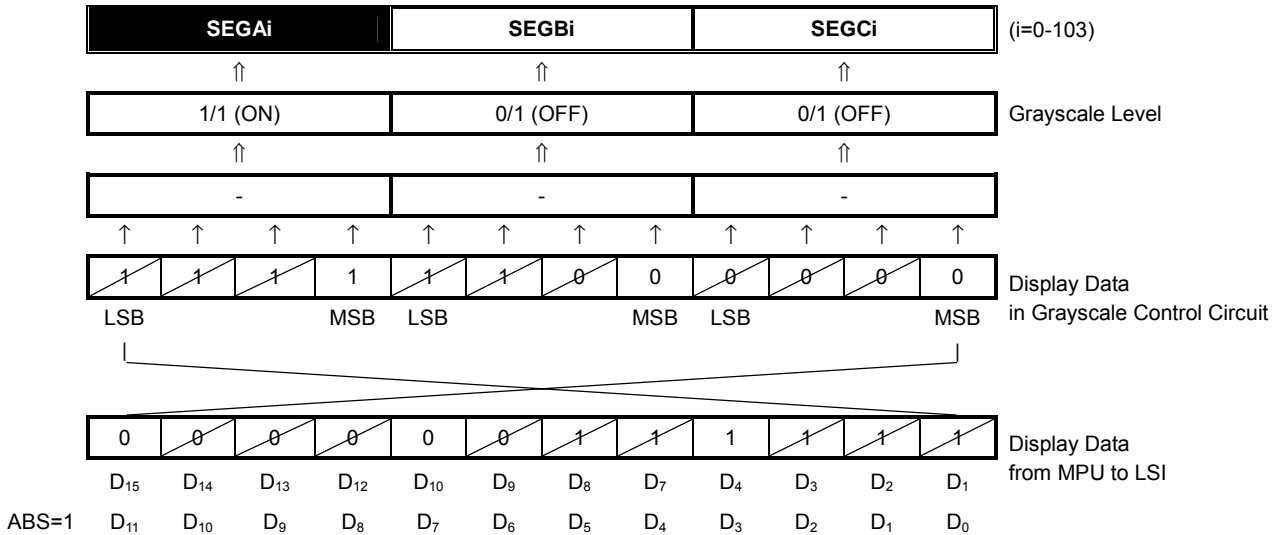 SEGAi SEGBi SEGCi (i=0-103)
⇑ ⇑ ⇑
1/1 (ON) 0/1 (OFF) 0/1 (OFF) Grayscale Level
⇑ ⇑ ⇑
- - -
↑ ↑ ↑ ↑ ↑ ↑ ↑ ↑ ↑ ↑ ↑ ↑
1 1 1 1 1 1 0 0 0 0 0 0 Display Data
in Grayscale Control Circuit
LSB MSB LSB MSB LSB MSB
0 0 0 0 0 0 1 1 1 1 1 1 Display Data
from MPU to LSI
D15 D14 D13 D12 D10 D9 D8 D7 D4 D3 D2 D1
ABS=1 D11 D10 D9 D8 D7 D6 D5 D4 D3 D2 D1 D0